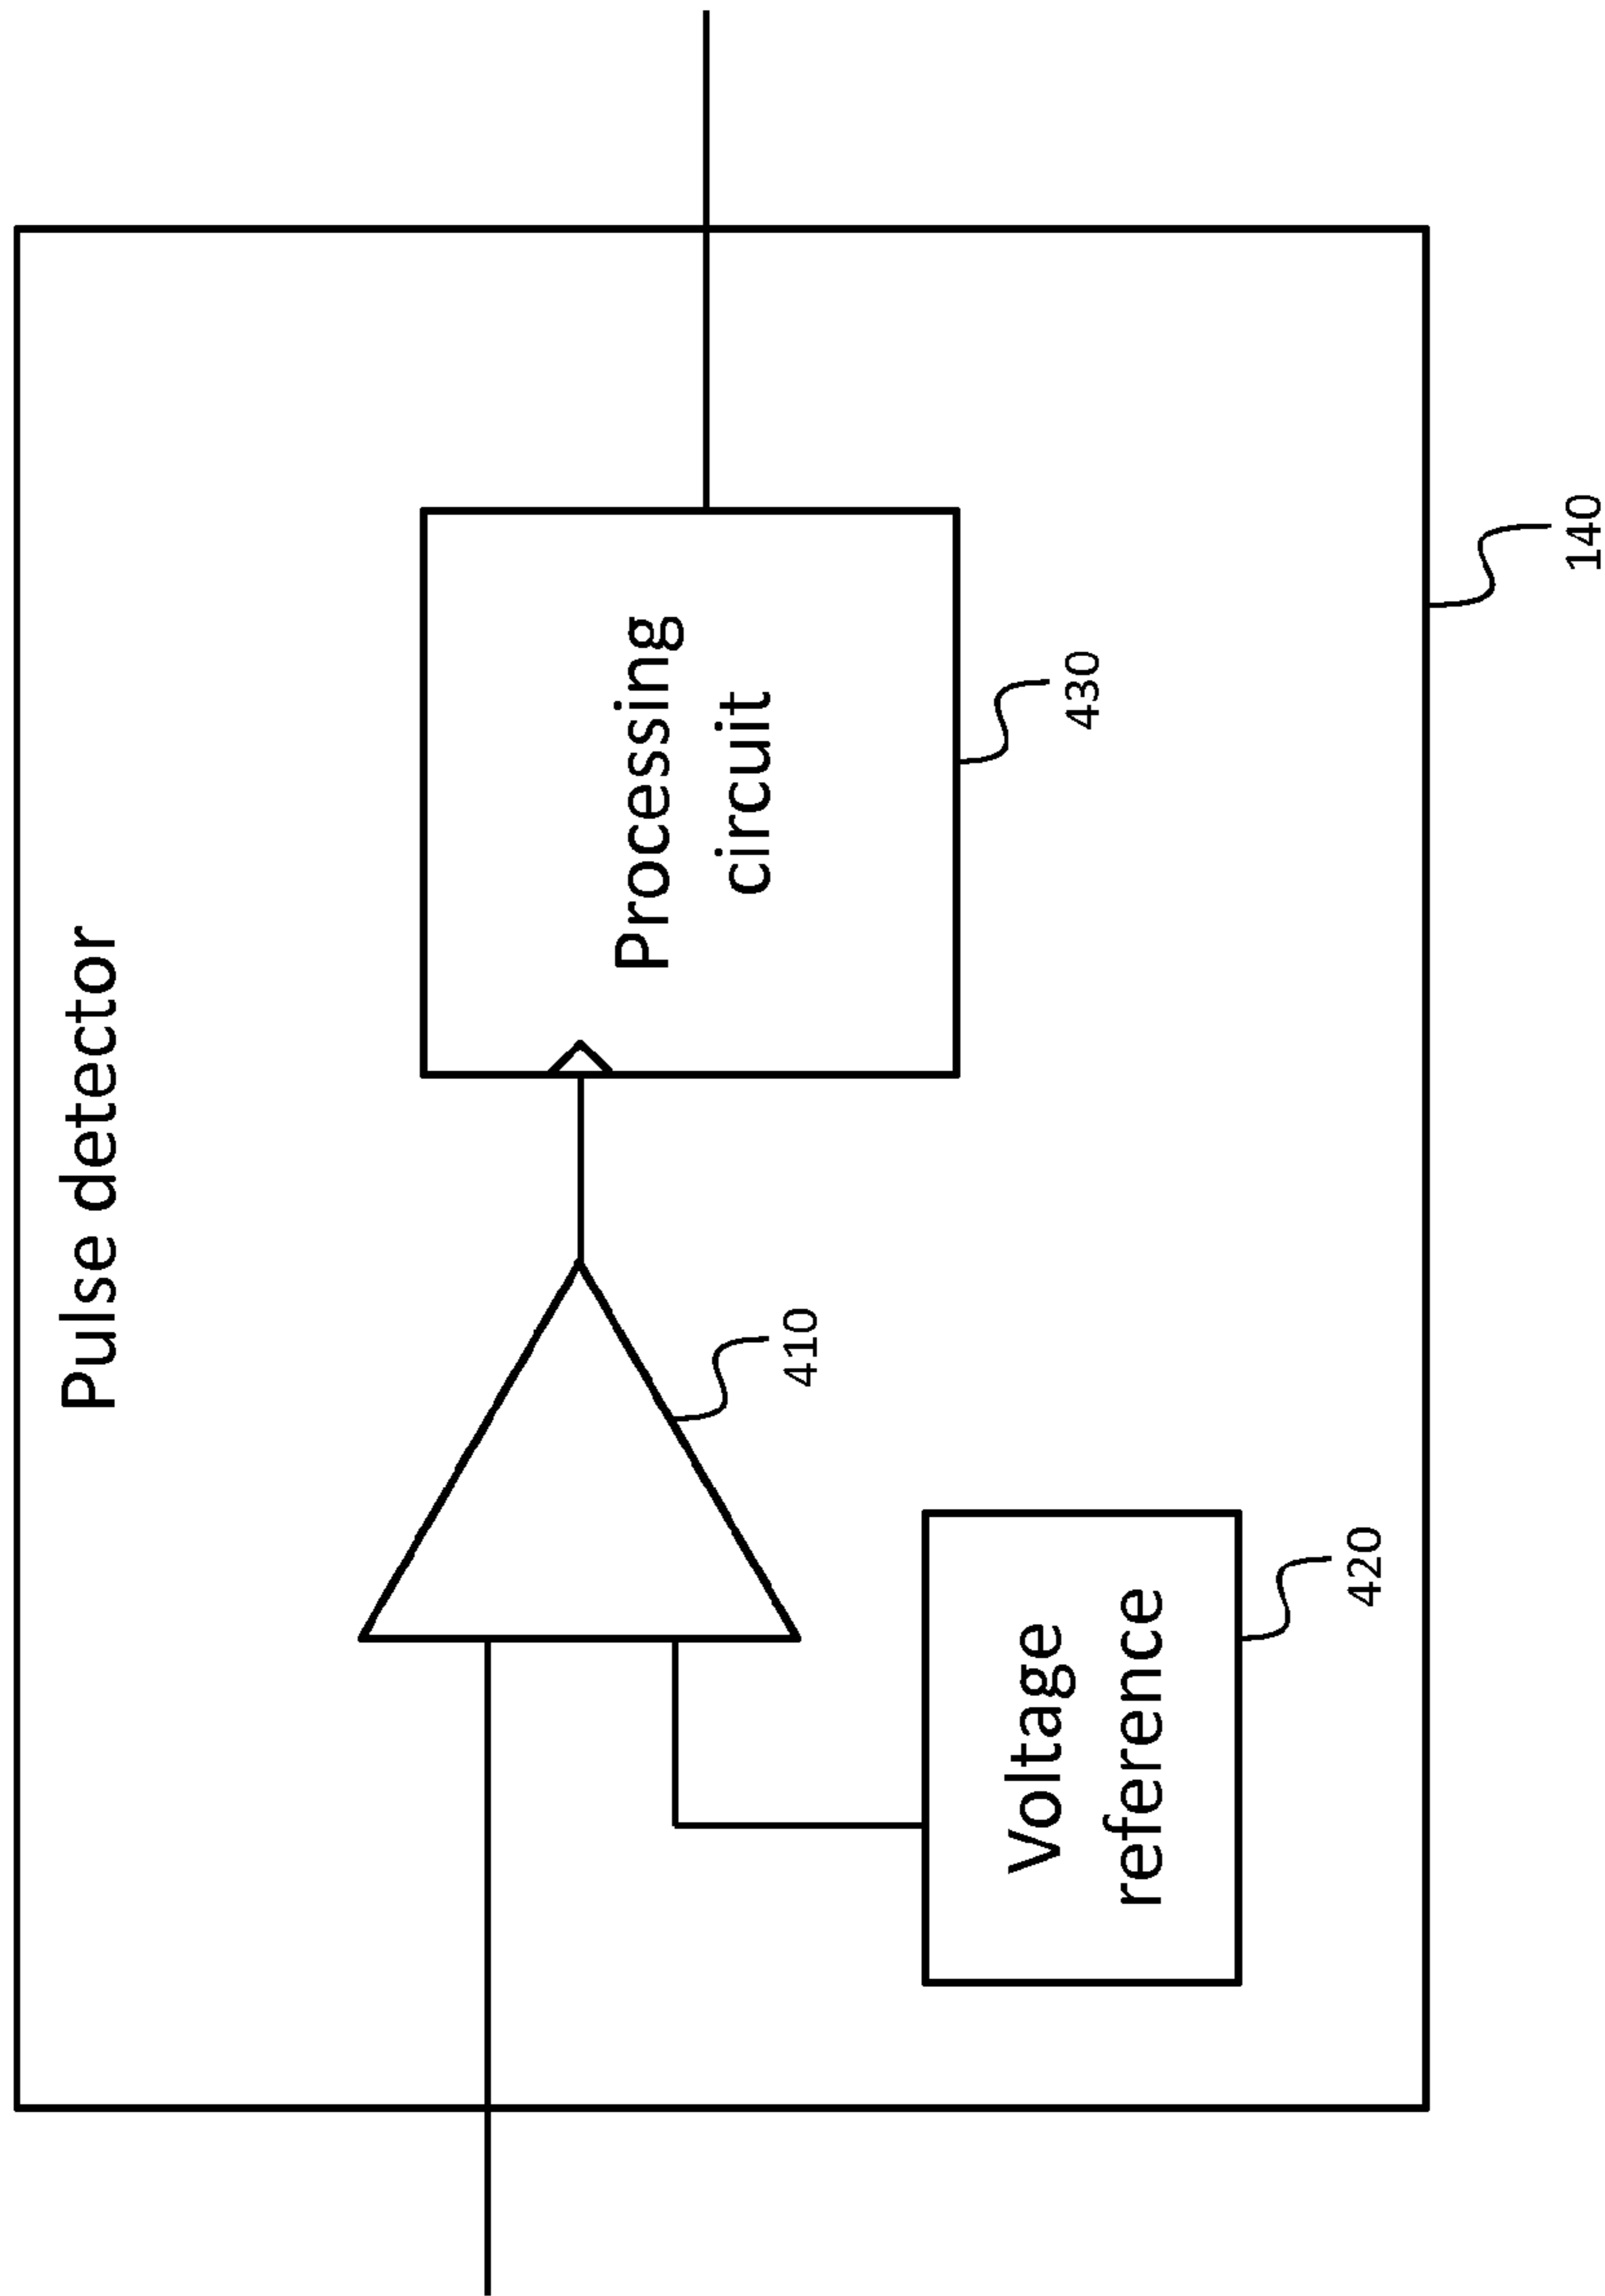 Pulse detector
Processing
circuit
430
410
Voltage
reference
420
140